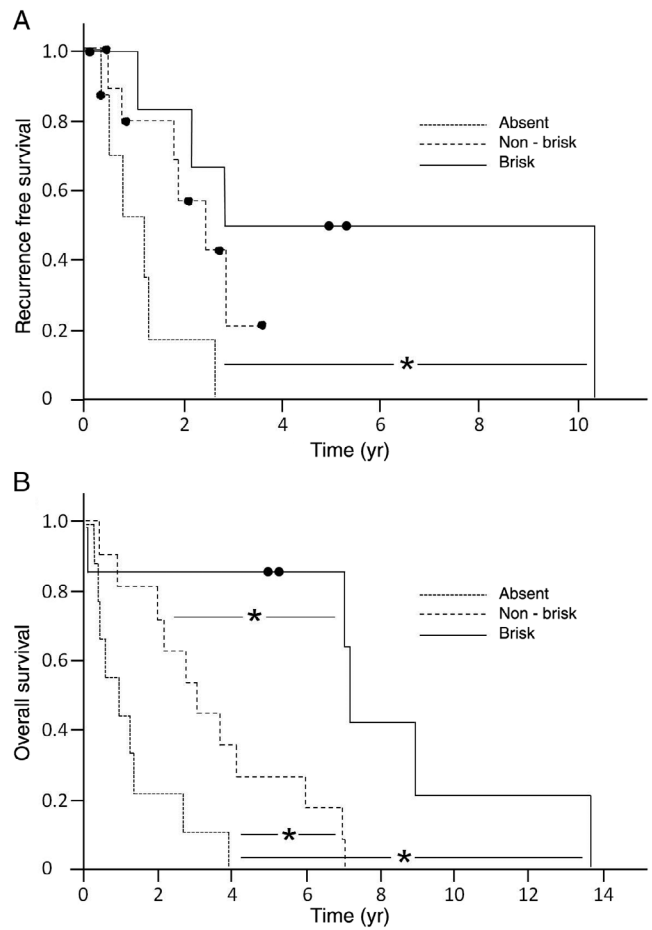 A
Recurrence free survival
1.0
0.8
0.6
0.4
0.2
0
Absent
Non - brisk
Brisk
*
0 2 4 6 8 10
Time (yr)
B
Overall survival
1.0
0.8
0.6
0.4
0.2
0
Absent
Non - brisk
Brisk
*
*
*
0 2 4 6 8 10 12 14
Time (yr)